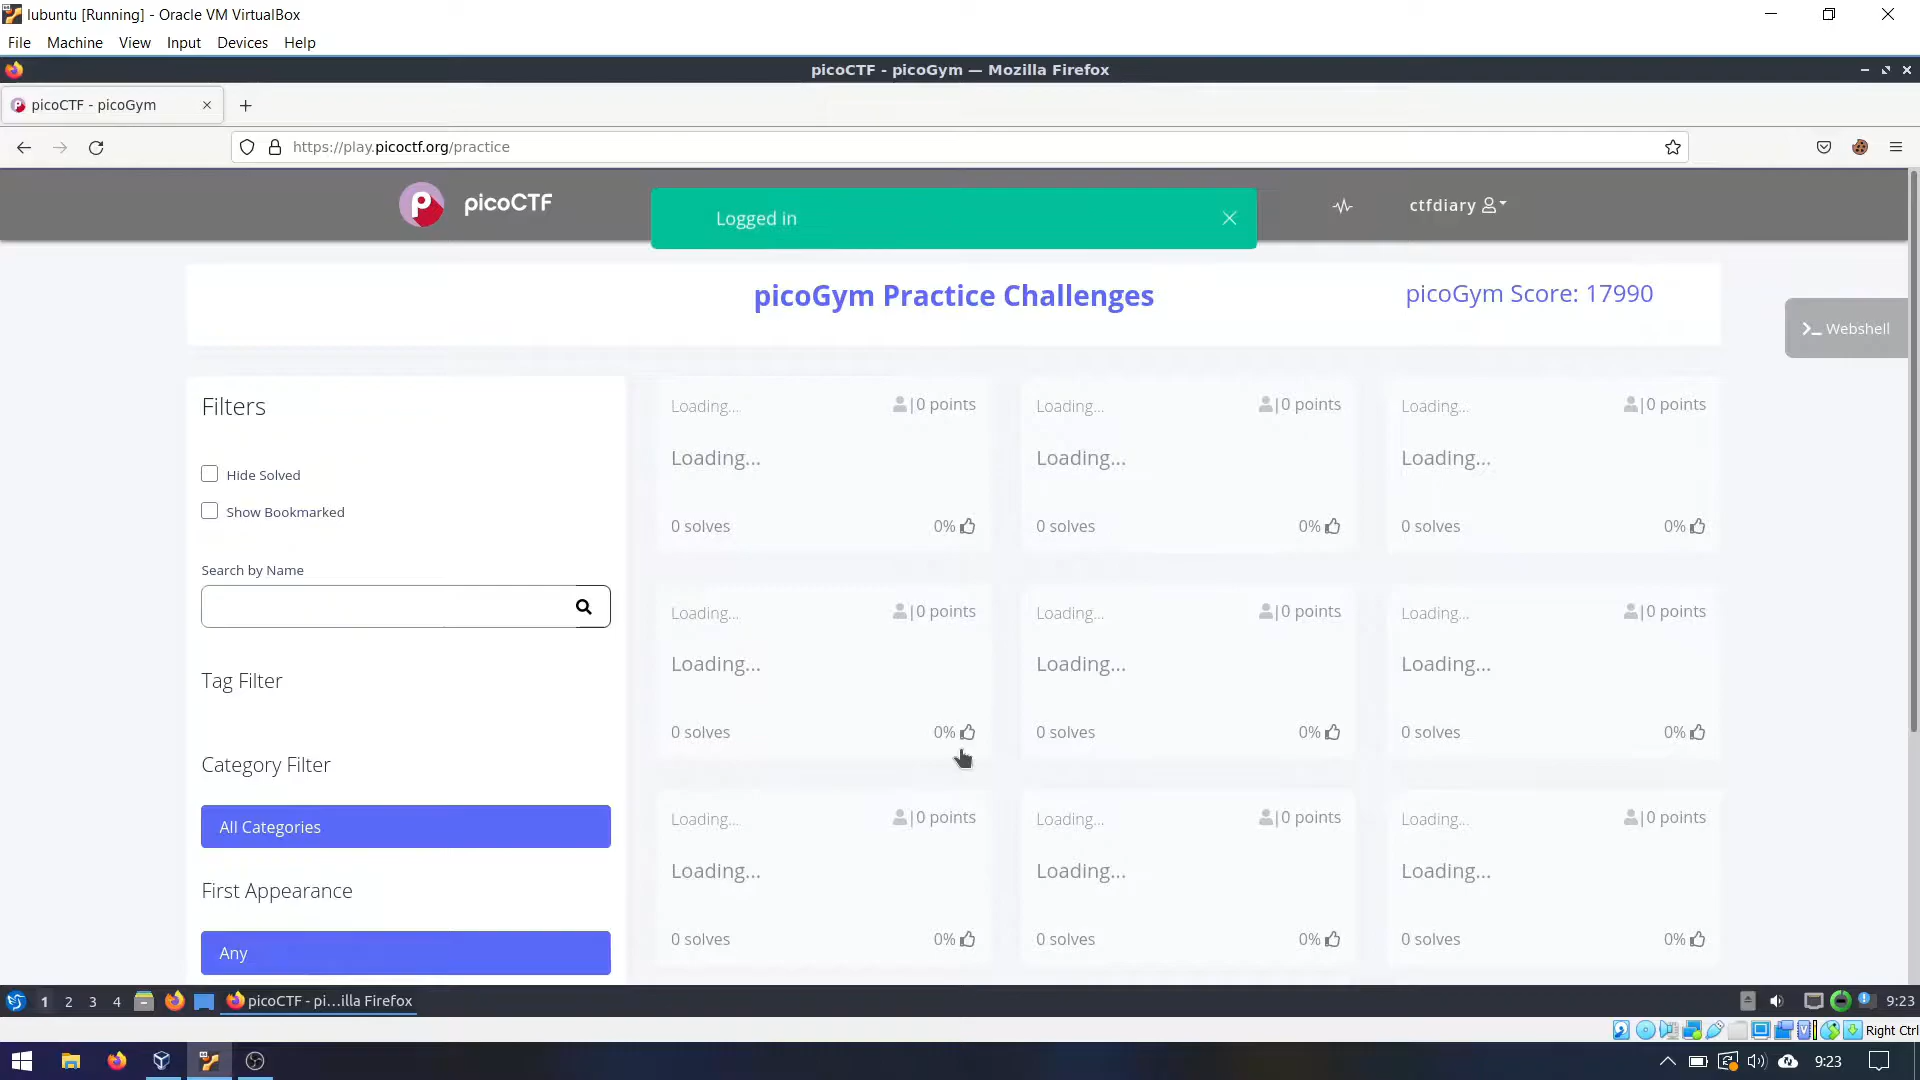 lubuntu [Running] - Oracle VM VirtualBox
File Machine View Input Devices Help
picoCTF - picoGym — Mozilla Firefox
picoCTF - picoGym
https://play.picoctf.org/practice
picoCTF
Logged in
ctfdiary
picoGym Practice Challenges
picoGym Score: 17990
Webshell
Filters
Hide Solved
Show Bookmarked
Search by Name
Tag Filter
Category Filter
All Categories
First Appearance
Any
Loading... |0 points
Loading...
0 solves 0%
Loading... |0 points
Loading...
0 solves 0%
Loading... |0 points
Loading...
0 solves 0%
Loading... |0 points
Loading...
0 solves 0%
Loading... |0 points
Loading...
0 solves 0%
Loading... |0 points
Loading...
0 solves 0%
Loading... |0 points
Loading...
0 solves 0%
Loading... |0 points
Loading...
0 solves 0%
Loading... |0 points
Loading...
0 solves 0%
1 2 3 4 picoCTF - pi...illa Firefox 9:23
Right Ctrl
9:23